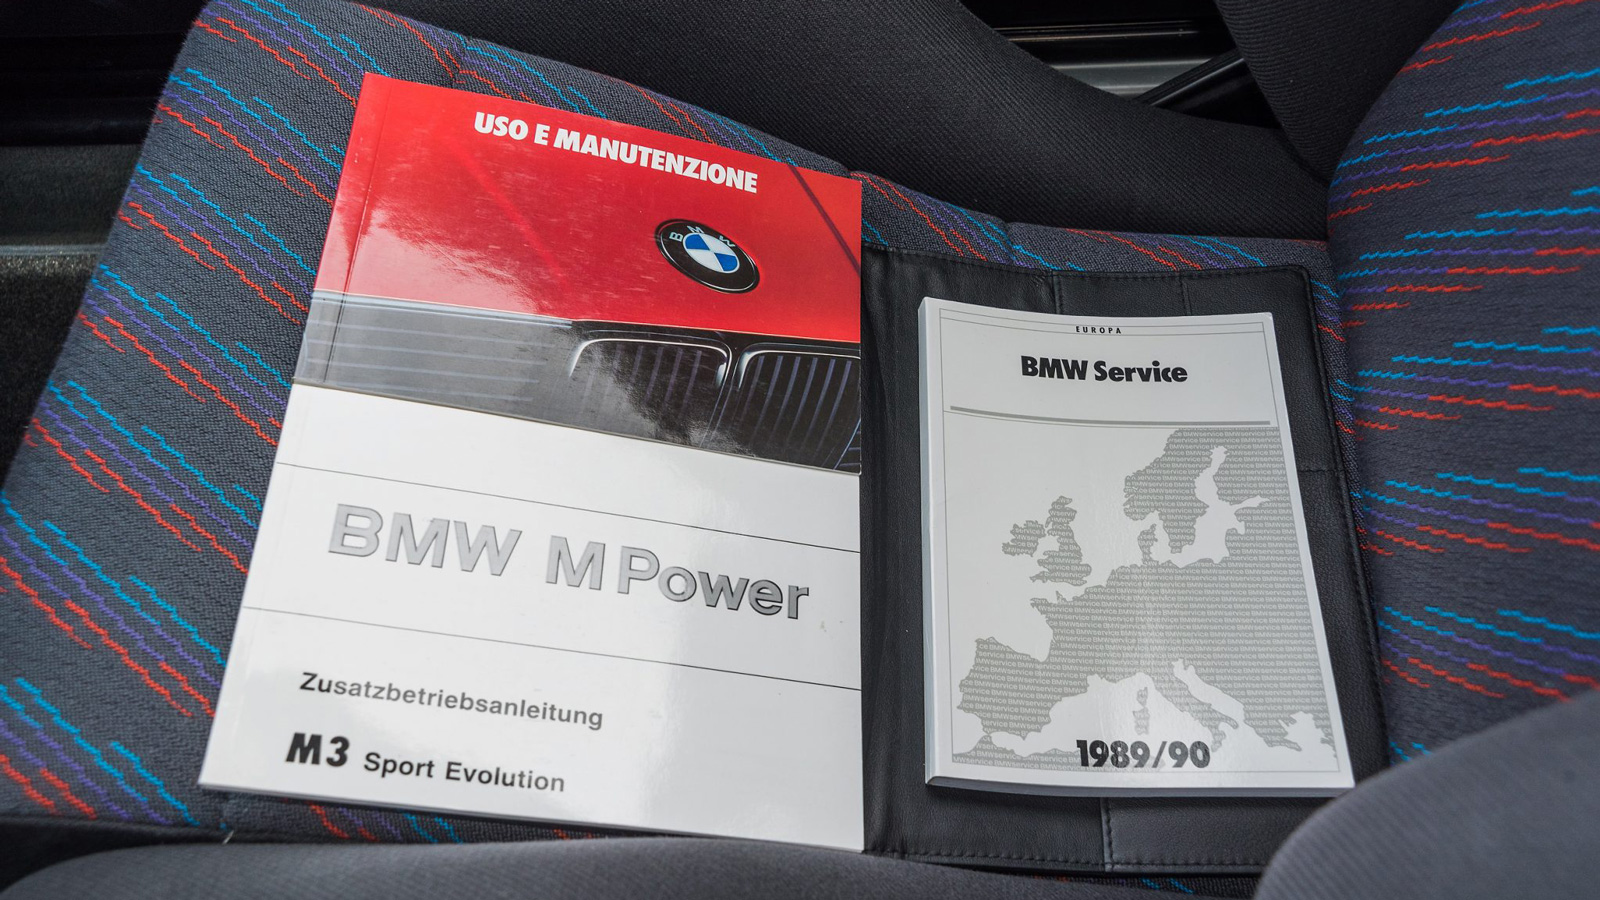 USO E MANUTENZIONE
BMW
BMW M Power
Zusatzbetriebsanleitung
M3 Sport Evolution
EUROPA
BMW Service
1989/90